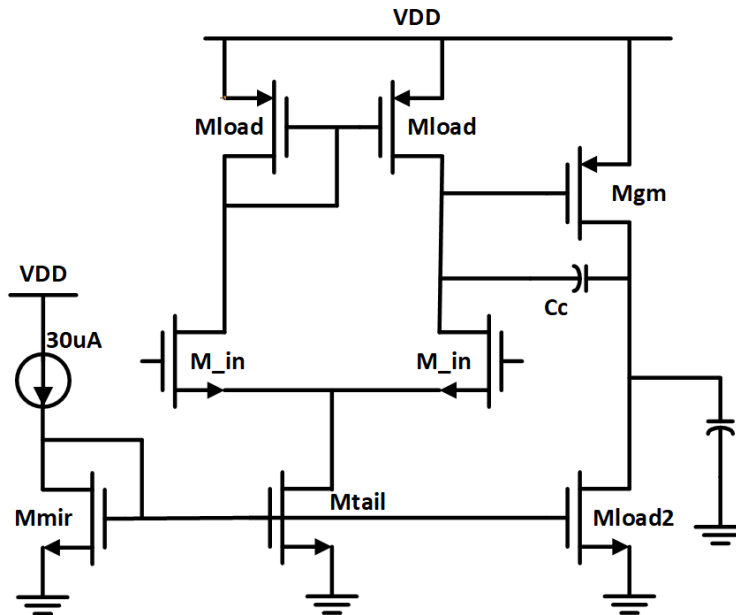 VDD
Mload
Mload
Mgm
VDD
Cc
30uA
M_in
M_in
Mtail
Mmir
Mload2